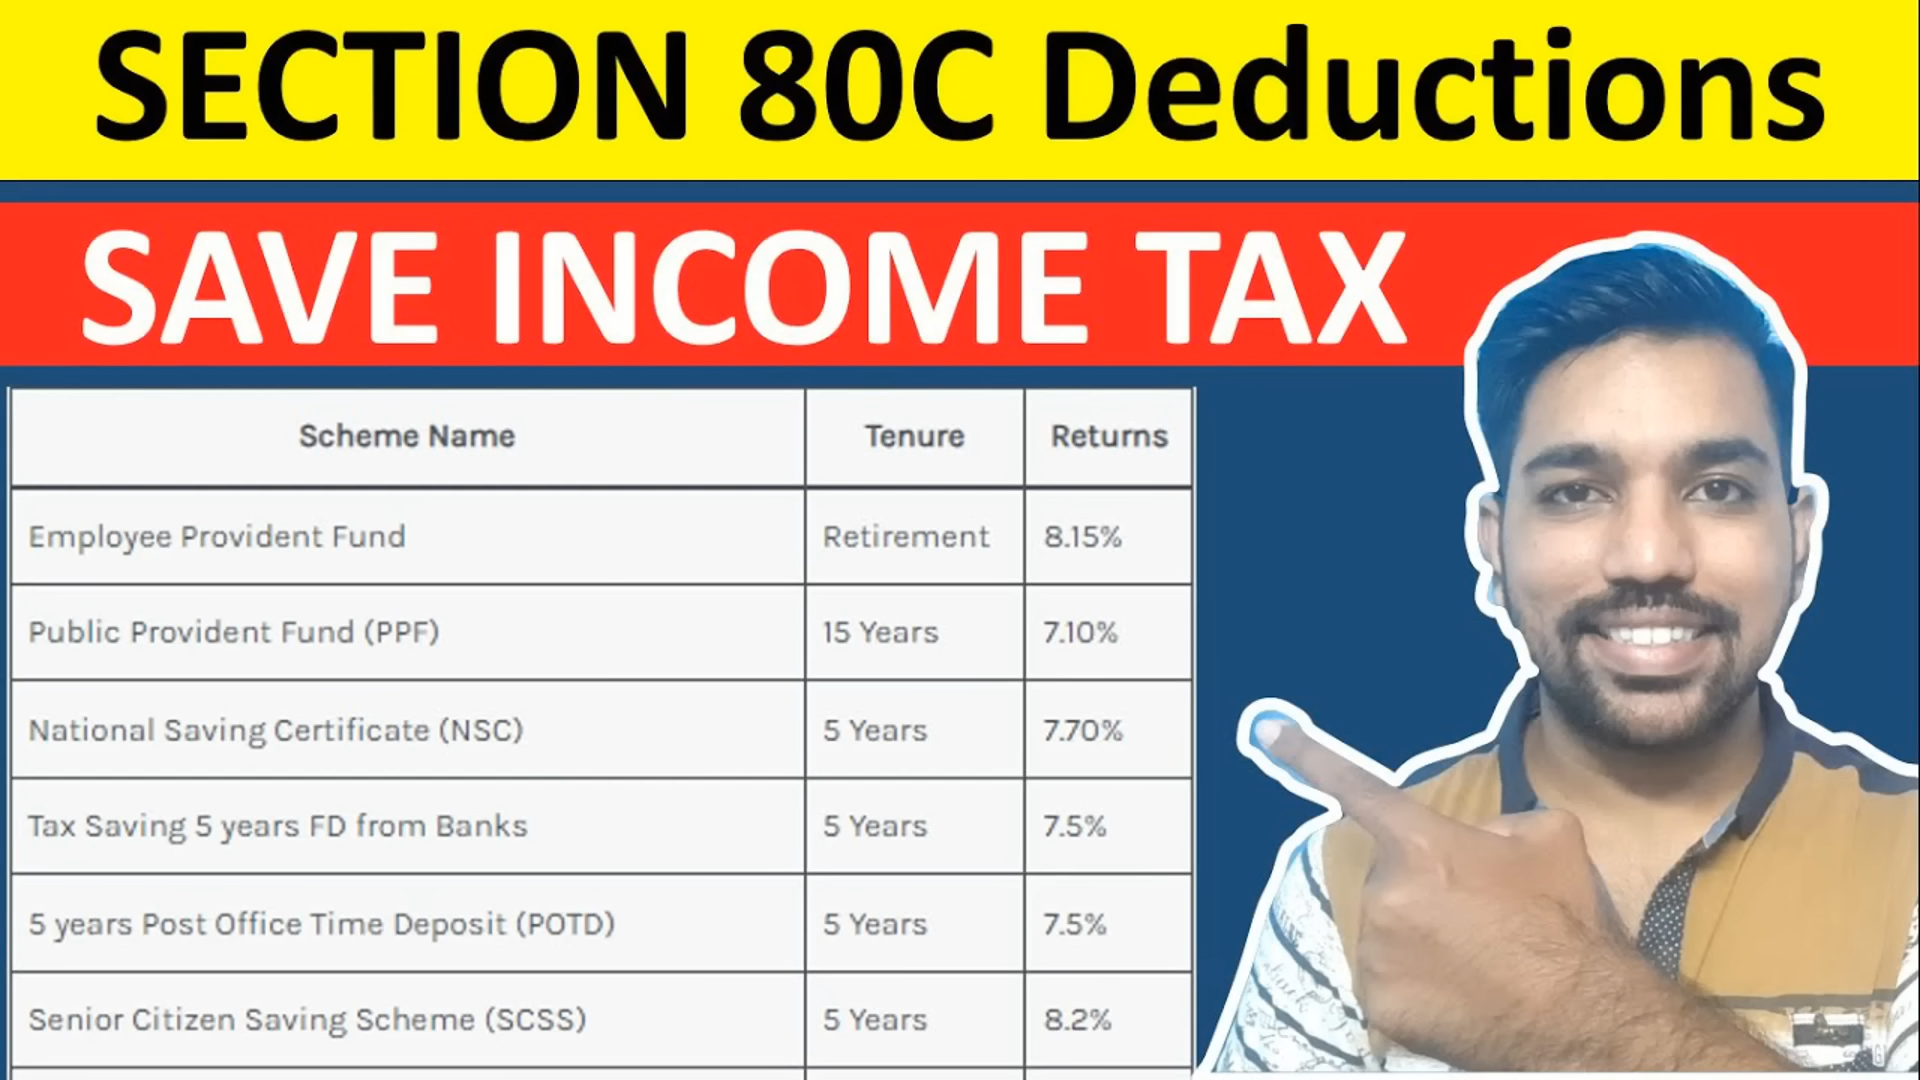 SECTION 80C Deductions
SAVE INCOME TAX
Scheme Name Tenure Returns
Employee Provident Fund Retirement 8.15%
Public Provident Fund (PPF) 15 Years 7.10%
National Saving Certificate (NSC) 5 Years 7.70%
Tax Saving 5 years FD from Banks 5 Years 7.5%
5 years Post Office Time Deposit (POTD) 5 Years 7.5%
Senior Citizen Saving Scheme (SCSS) 5 Years 8.2%